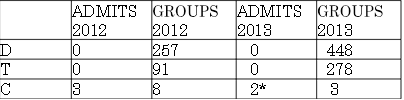 ADMITS 2012 GROUPS 2012 ADMITS 2013 GROUPS 2013
D 0 257 0 448
T 0 91 0 278
C 3 8 2* 3